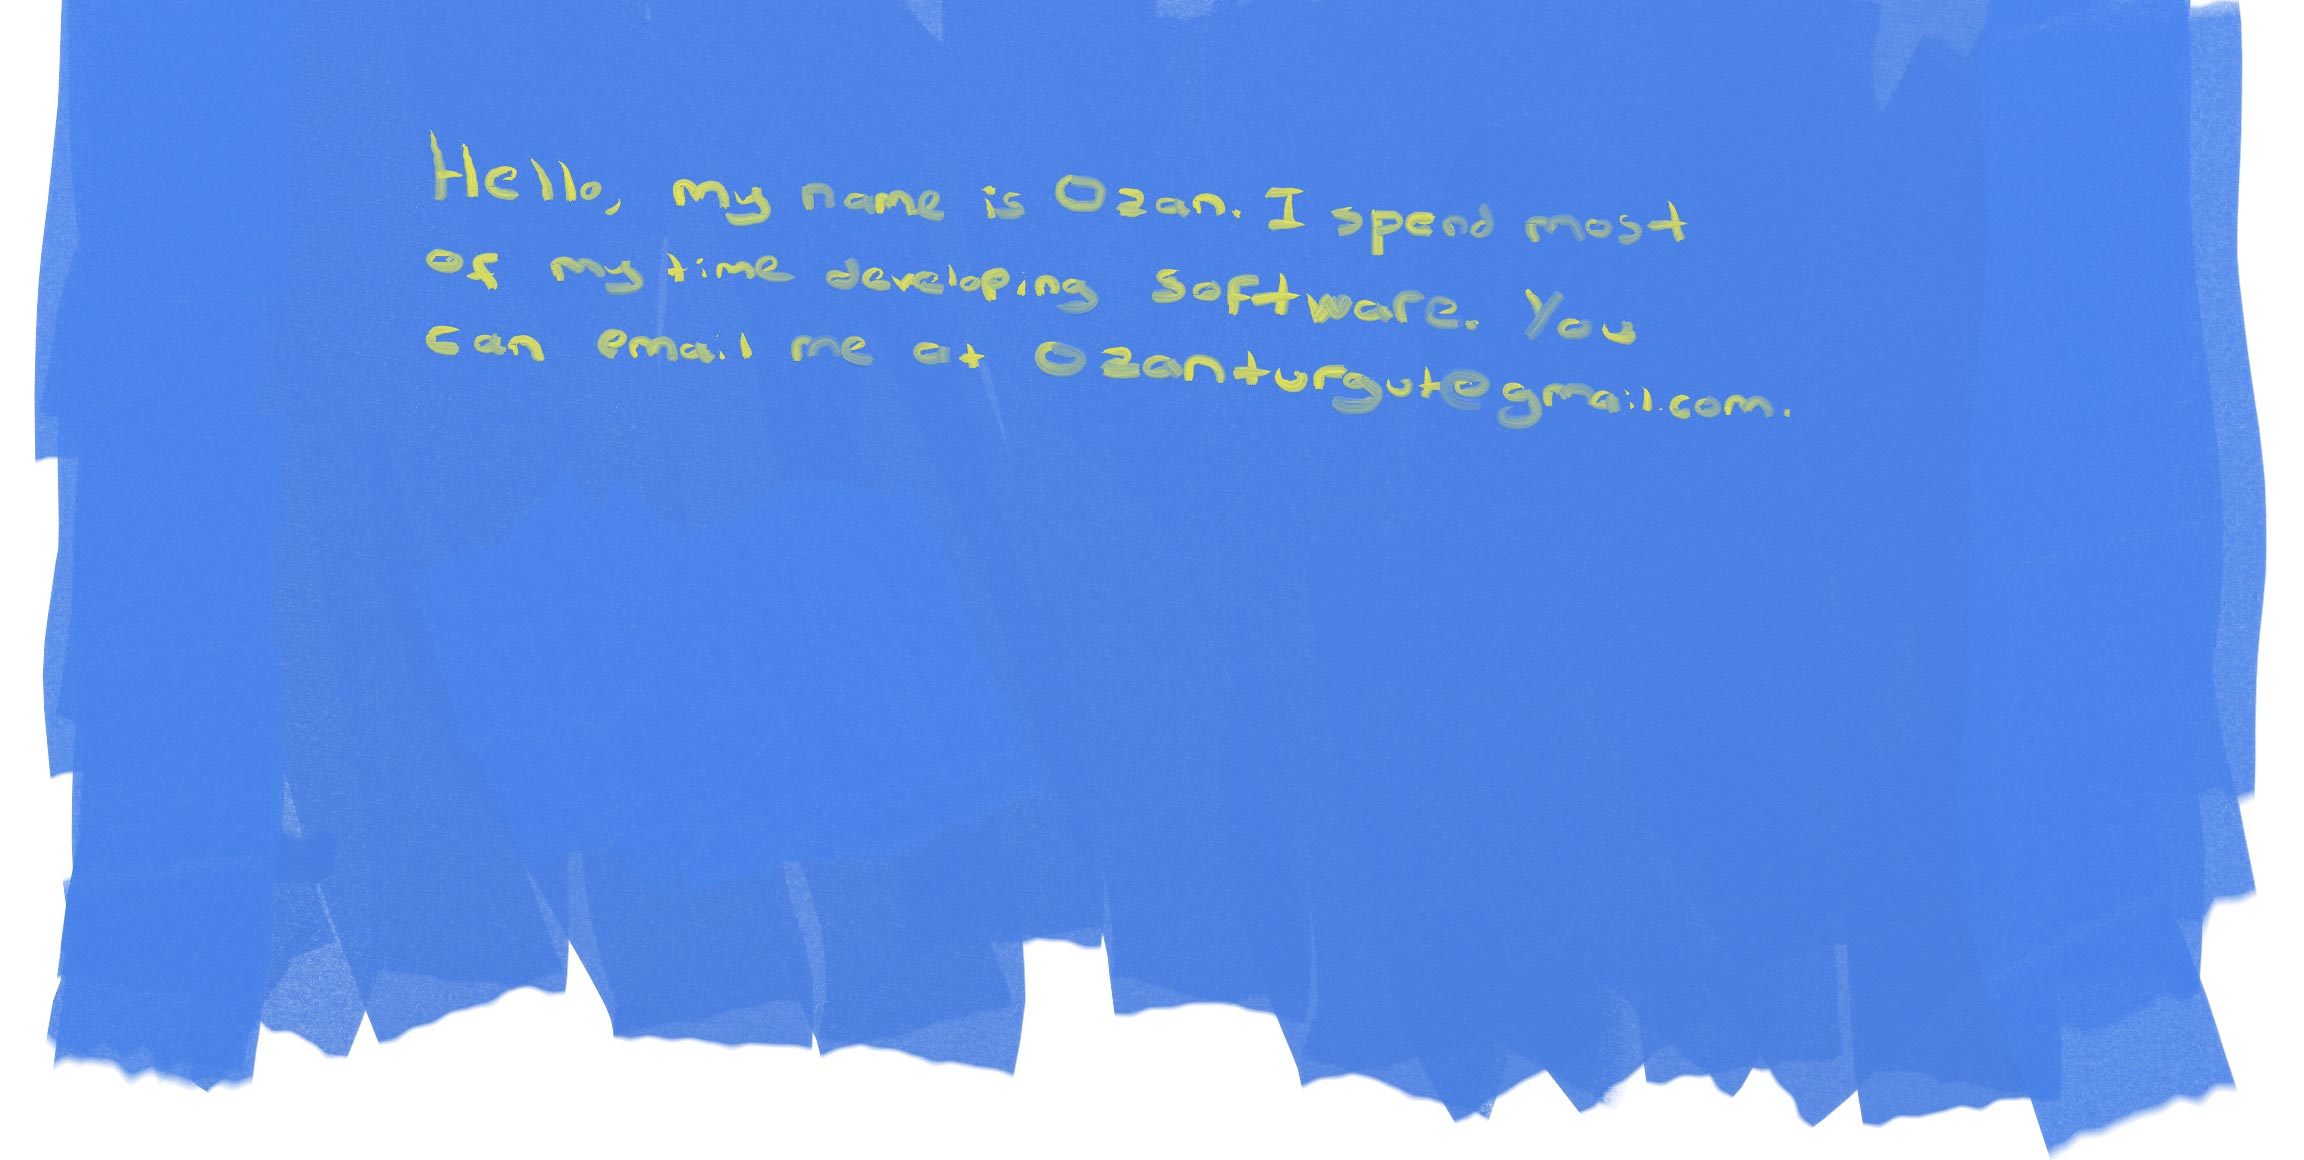 Hello, my name is Ozan. I spend most
of my time developing software. You
can email me at ozanturgut@gmail.com.